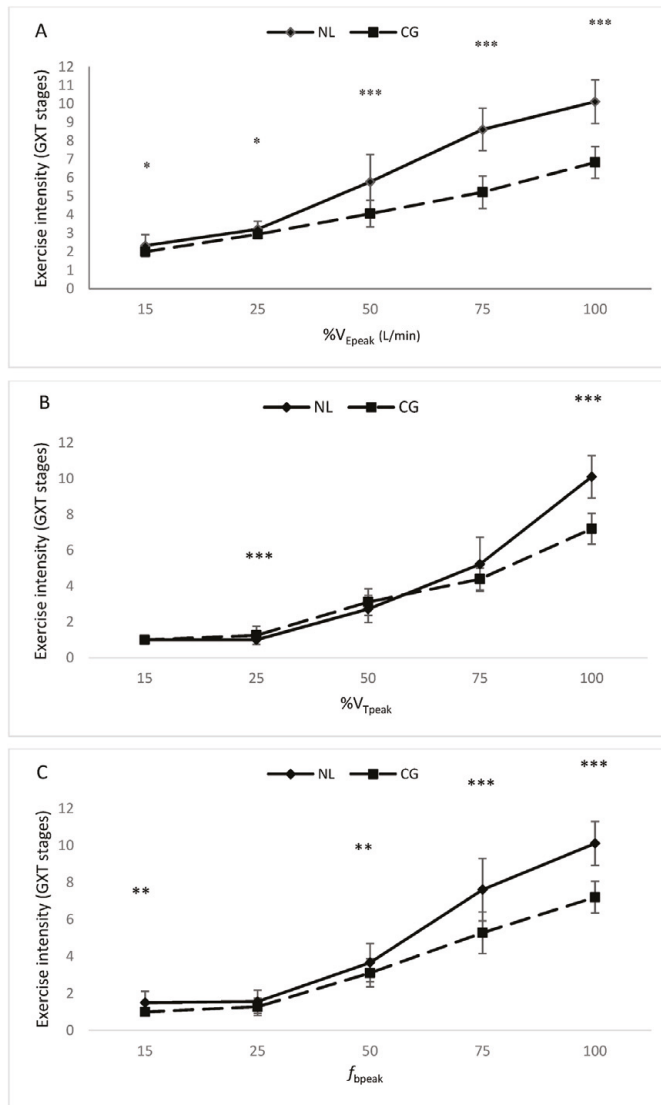 A
NL CG
***
***
***
*
*
Exercise intensity (GXT stages)
12
11
10
9
8
7
6
5
4
3
2
1
0
15 25 50 75 100
%VEpeak (L/min)
B
NL CG
***
***
Exercise intensity (GXT stages)
12
10
8
6
4
2
0
15 25 50 75 100
%VTpeak
C
NL CG
***
***
**
**
Exercise intensity (GXT stages)
12
10
8
6
4
2
0
15 25 50 75 100
fbpeak